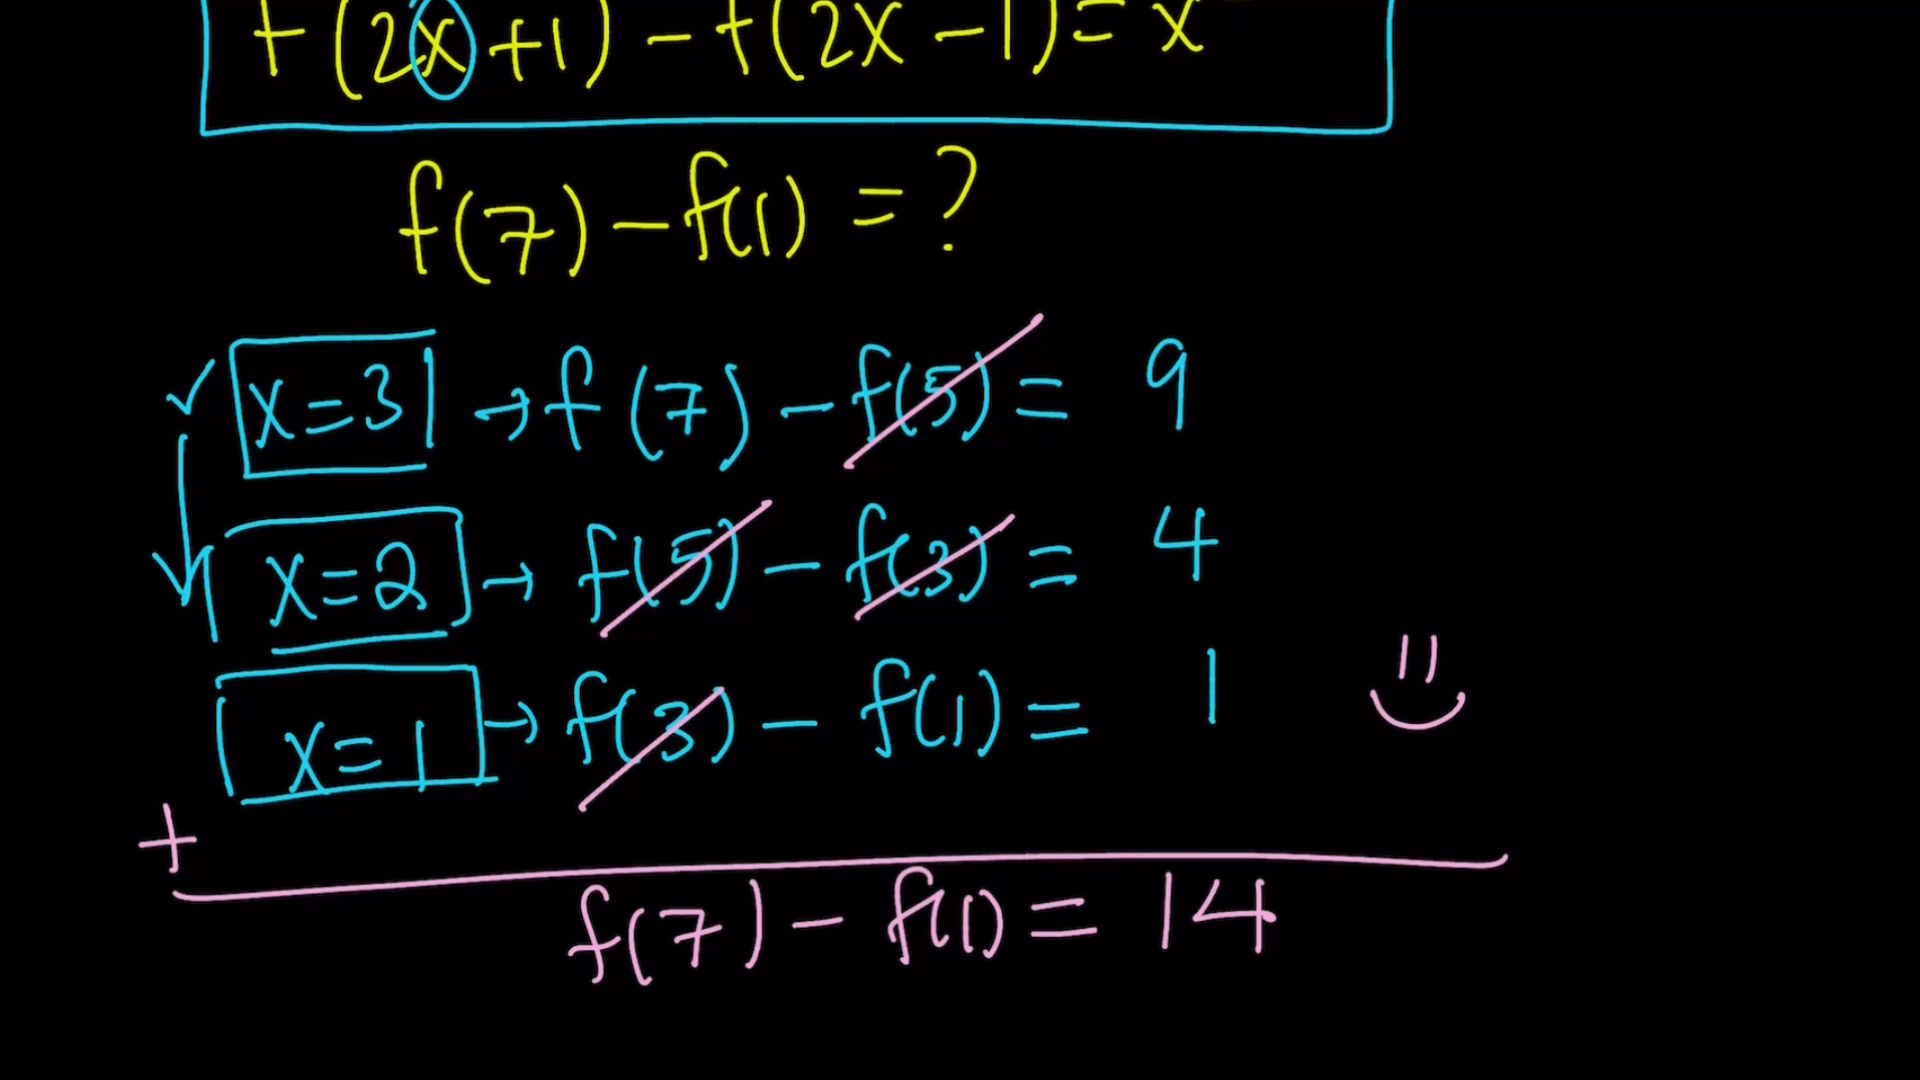 f(2x+1) - f(2x-1) = x
f(7) - f(1) = ?
x=3 → f(7) - f(5) = 9
x=2 → f(5) - f(3) = 4
x=1 → f(3) - f(1) = 1
+
f(7) - f(1) = 14